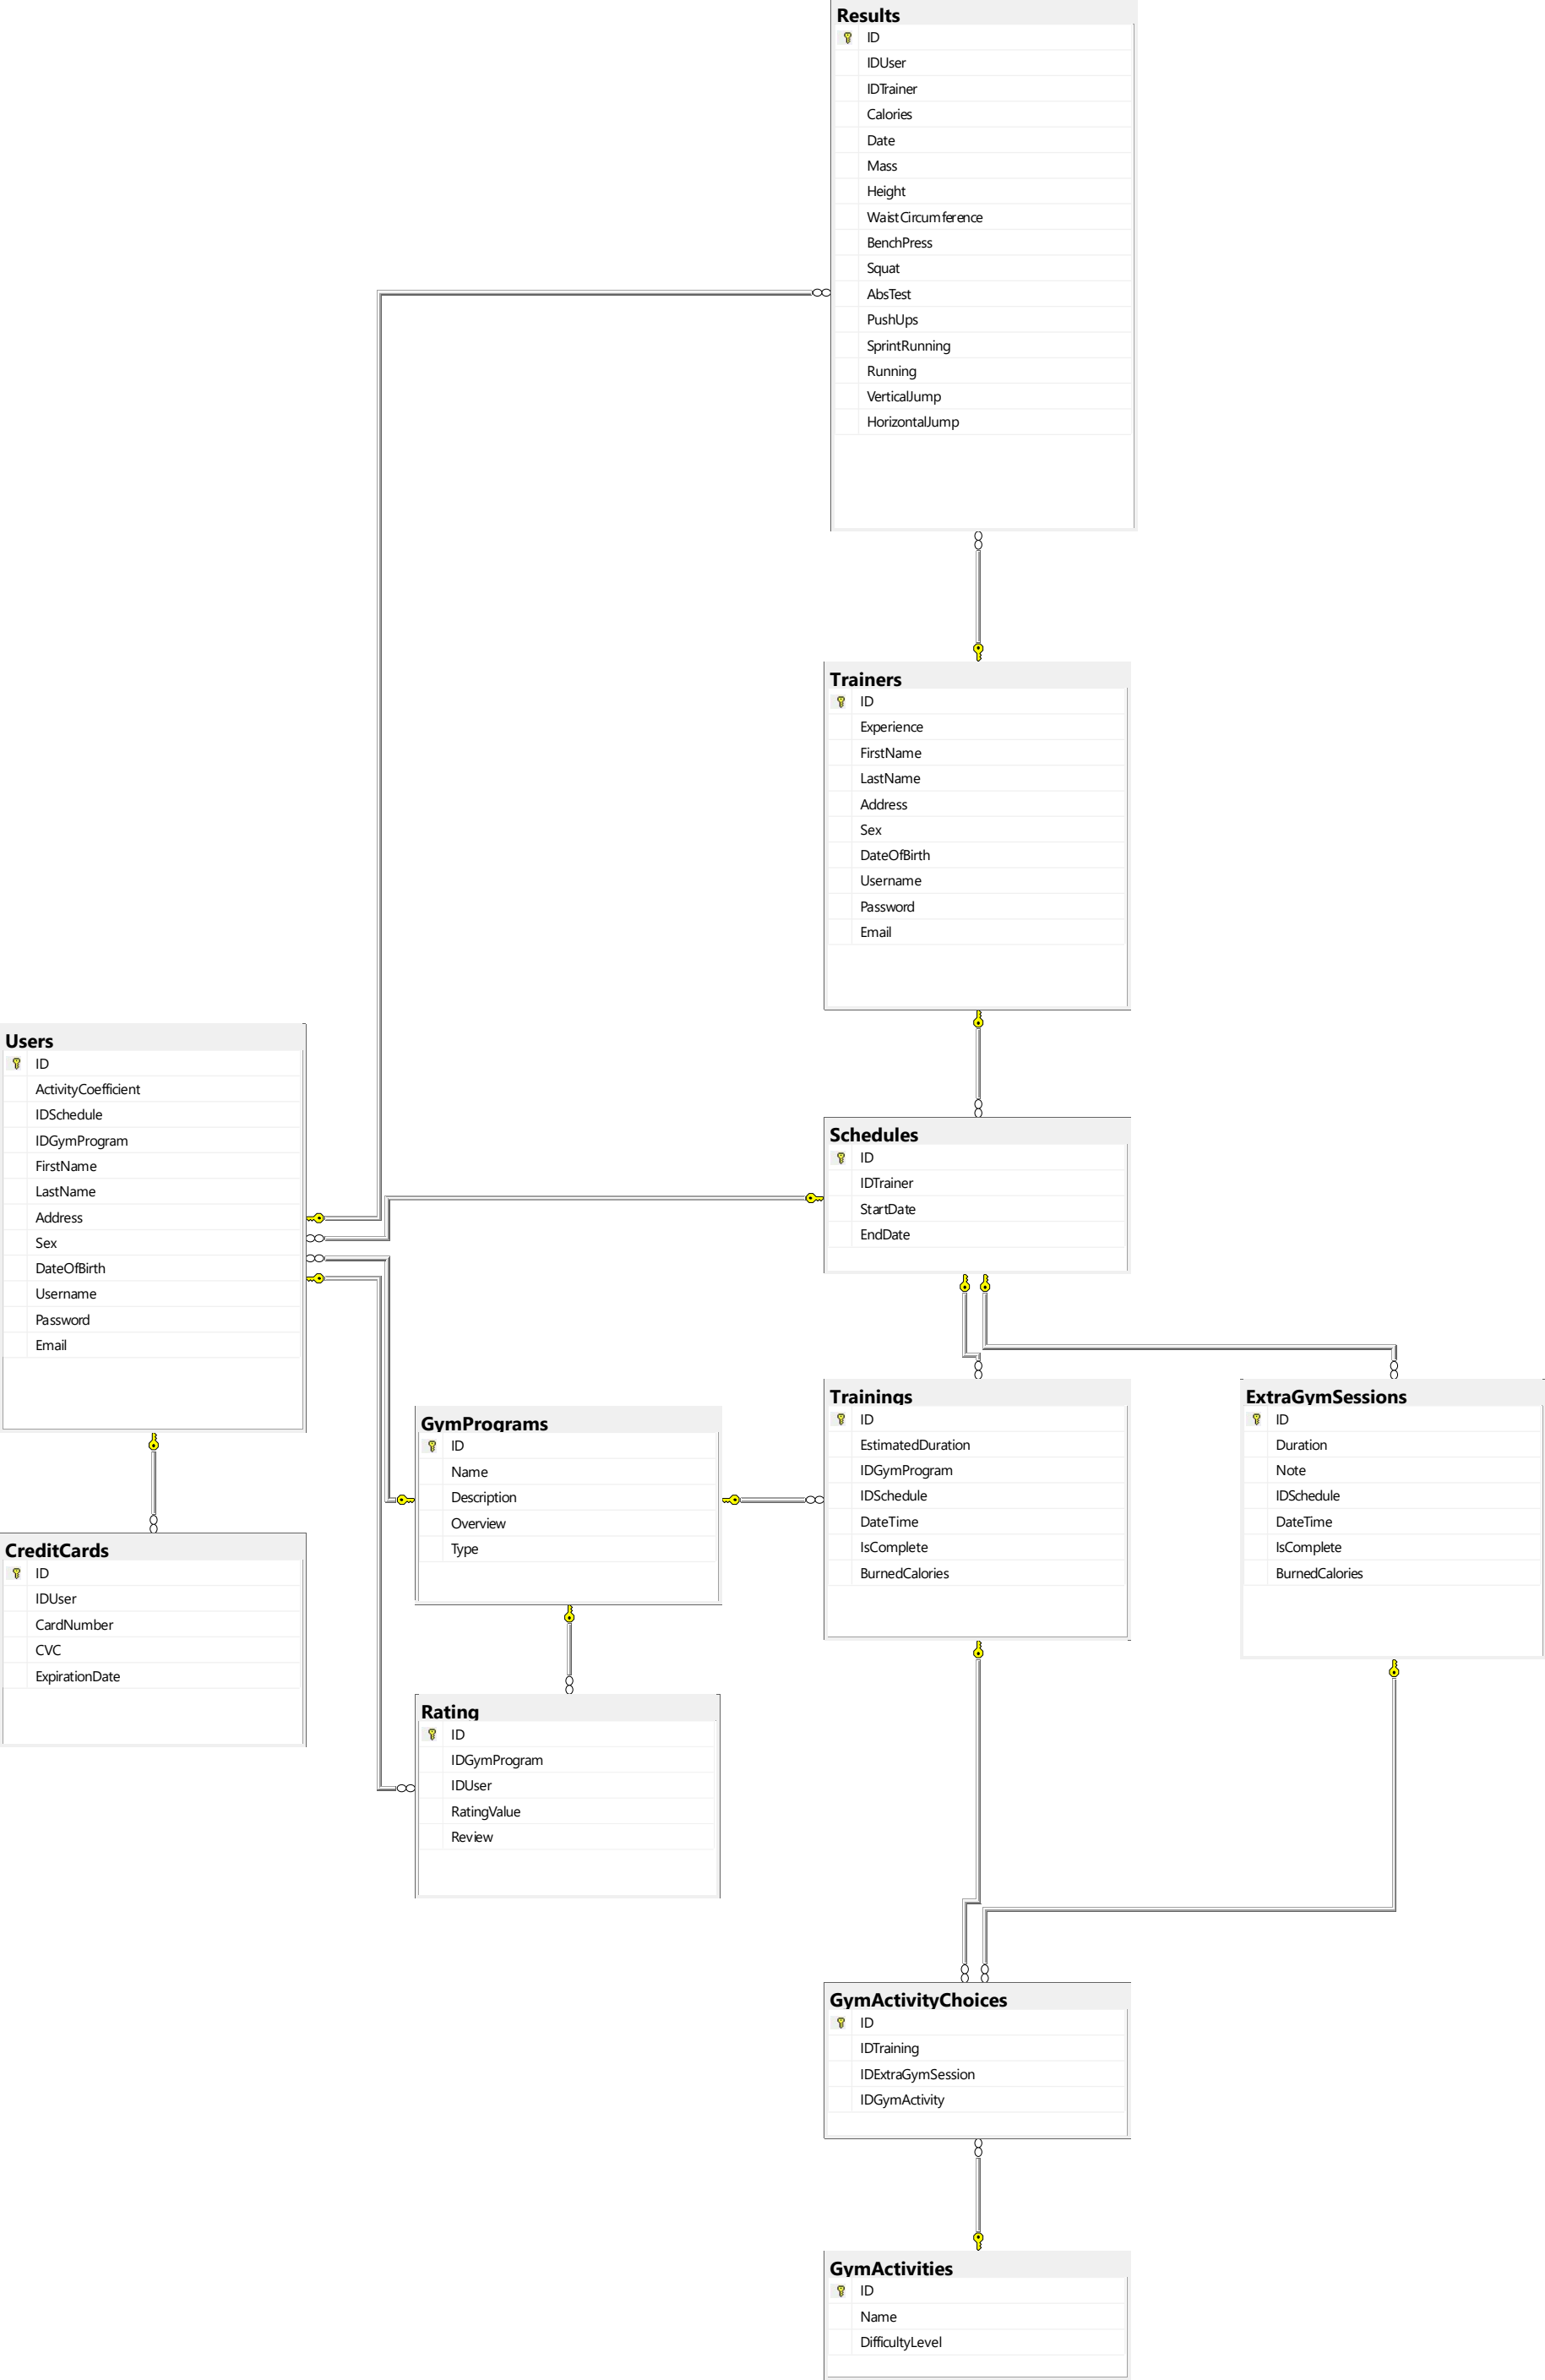 Results
ID
IDUser
IDTrainer
Calories
Date
Mass
Height
WaistCircumference
BenchPress
Squat
AbsTest
PushUps
SprintRunning
Running
VerticalJump
HorizontalJump
Trainers
ID
Experience
FirstName
LastName
Address
Sex
DateOfBirth
Username
Password
Email
Users
ID
ActivityCoefficient
IDSchedule
IDGymProgram
FirstName
LastName
Address
Sex
DateOfBirth
Username
Password
Email
Schedules
ID
IDTrainer
StartDate
EndDate
GymPrograms
ID
Name
Description
Overview
Type
Trainings
ID
EstimatedDuration
IDGymProgram
IDSchedule
DateTime
IsComplete
BurnedCalories
ExtraGymSessions
ID
Duration
Note
IDSchedule
DateTime
IsComplete
BurnedCalories
CreditCards
ID
IDUser
CardNumber
CVC
ExpirationDate
Rating
ID
IDGymProgram
IDUser
RatingValue
Review
GymActivityChoices
ID
IDTraining
IDExtraGymSession
IDGymActivity
GymActivities
ID
Name
DifficultyLevel